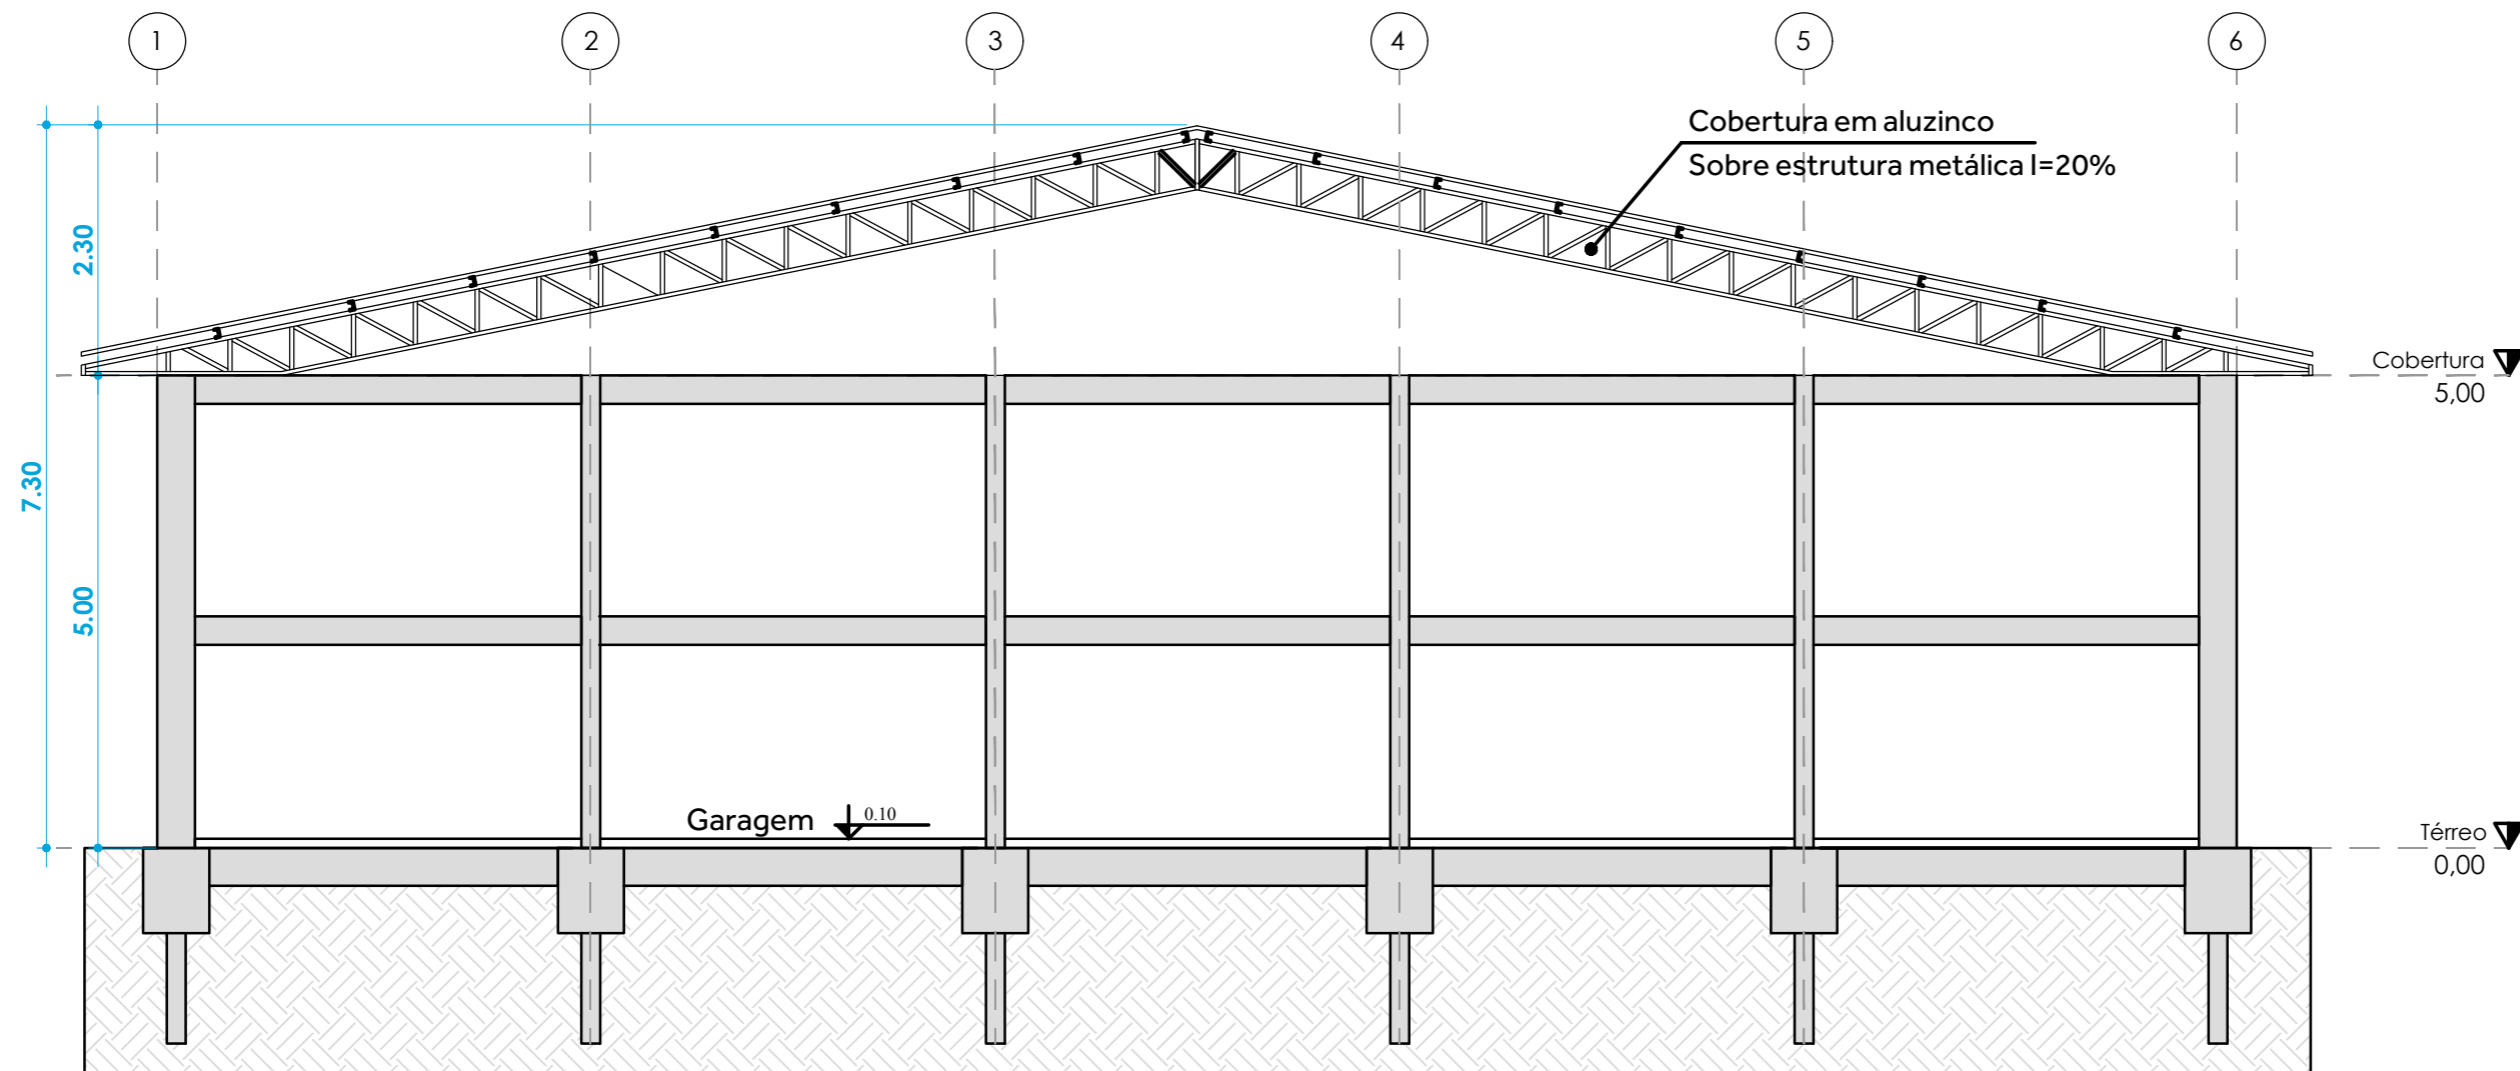 1 2 3 4 5 6
Cobertura em aluzinco
Sobre estrutura metálica I=20%
2.30
Cobertura
5,00
7.30
5.00
Garagem 0.10
Térreo
0,00